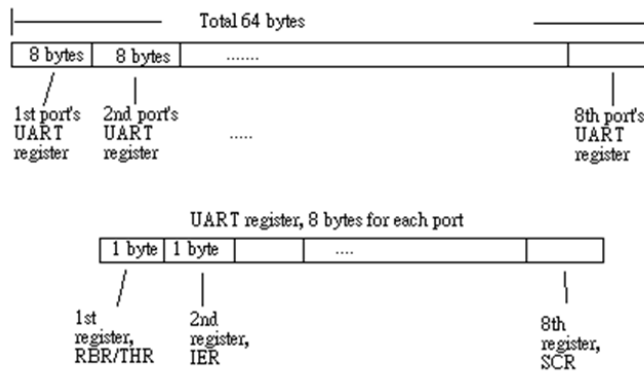 Total 64 bytes
8 bytes 8 bytes .......
1st port's UART register
2nd port's UART register
.....
8th port's UART register
UART register, 8 bytes for each port
1 byte 1 byte ....
1st register, RBR/THR
2nd register, IER
8th register, SCR